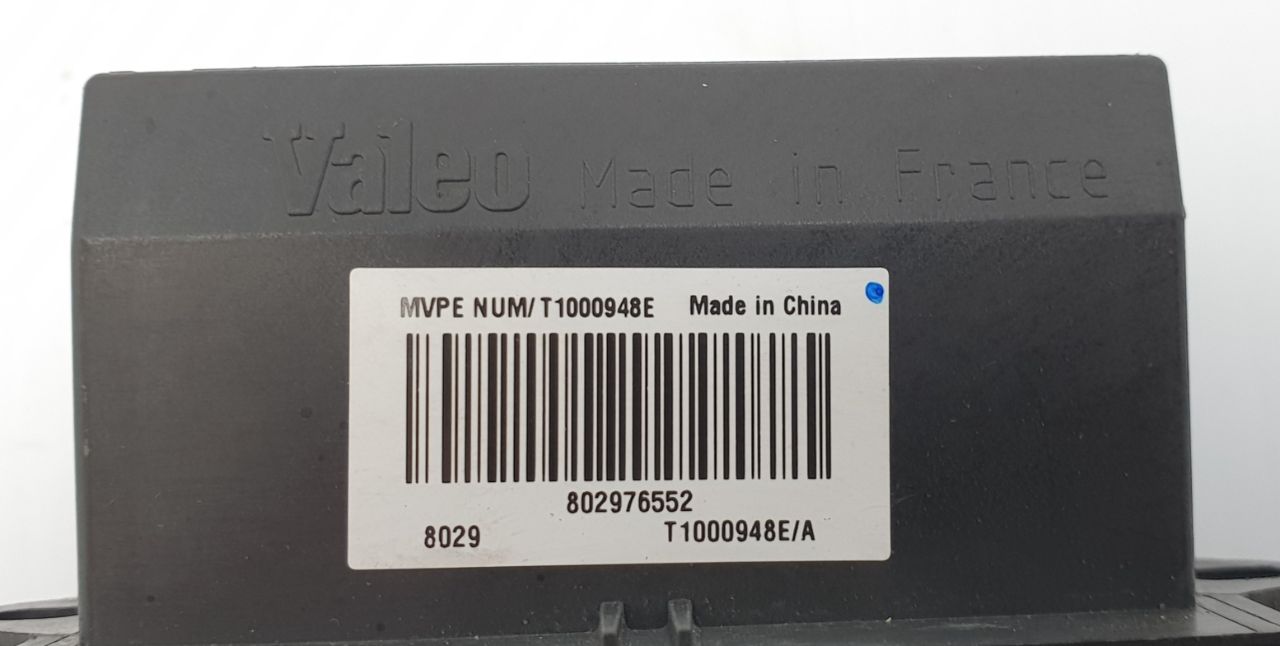 Valeo Made in France
MVPE NUM/T1000948E Made in China
802976552
8029 T1000948E/A